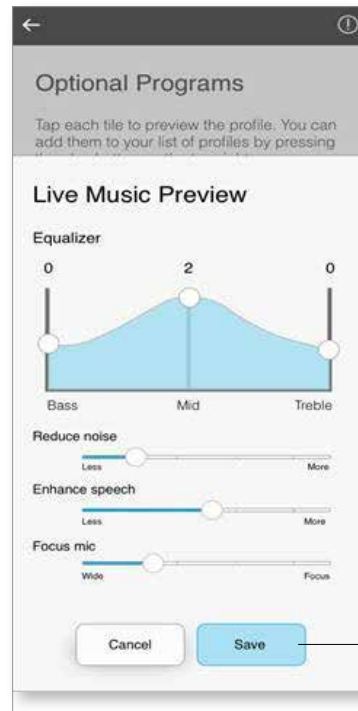 Optional Programs
Tap each tile to preview the profile. You can
add them to your list of profiles by pressing
Live Music Preview
Equalizer
0 2 0
Bass Mid Treble
Reduce noise
Less More
Enhance speech
Less More
Focus mic
Wide Focus
Cancel Save